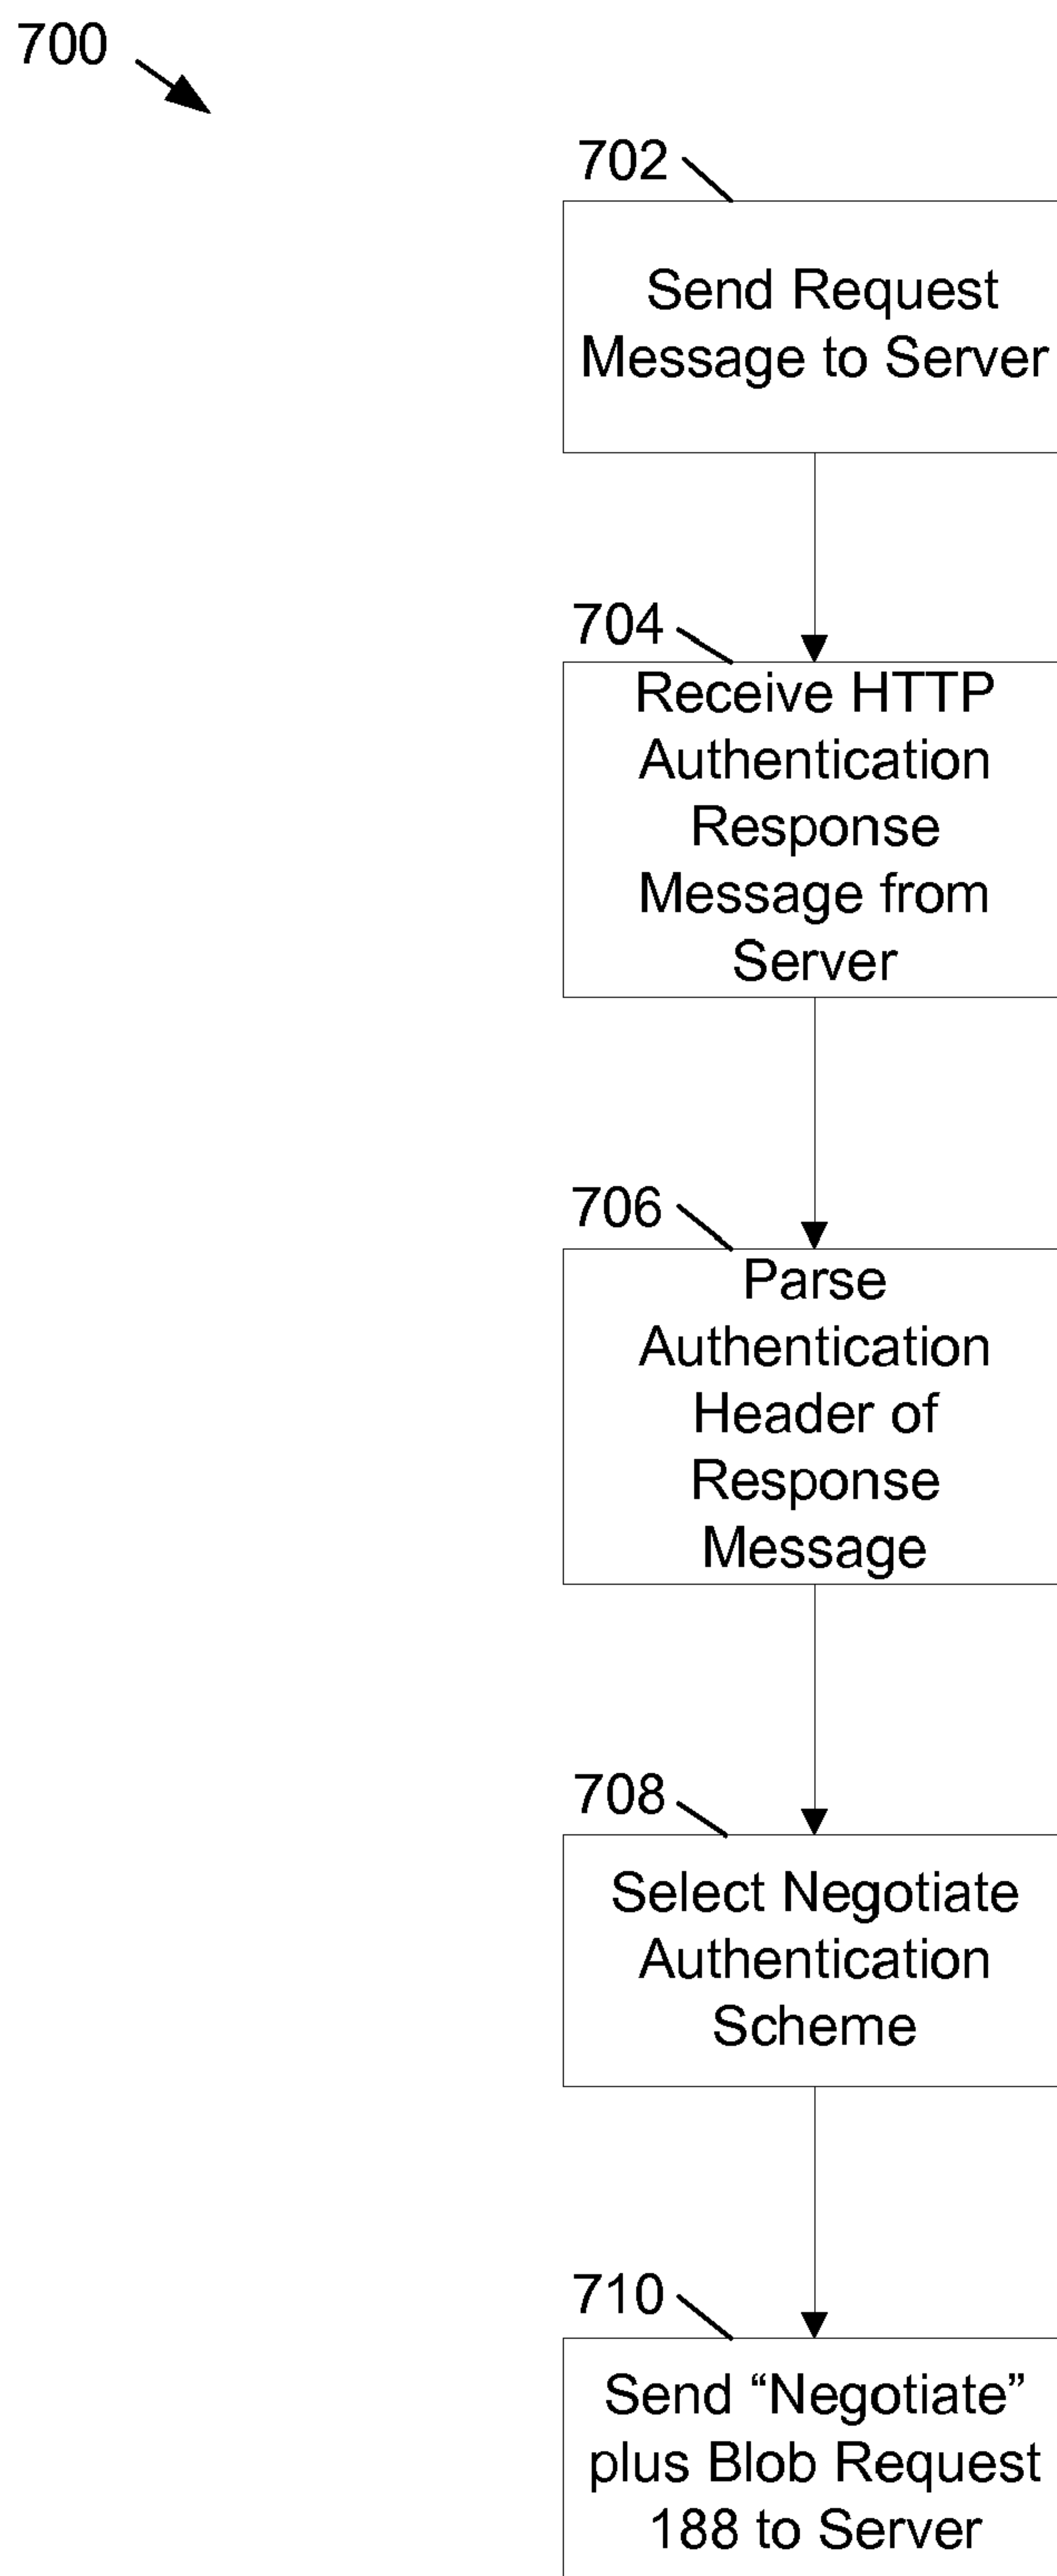 700
702
Send Request
Message to Server
704
Receive HTTP
Authentication
Response
Message from
Server
706
Parse
Authentication
Header of
Response
Message
708
Select Negotiate
Authentication
Scheme
710
Send “Negotiate”
plus Blob Request
188 to Server